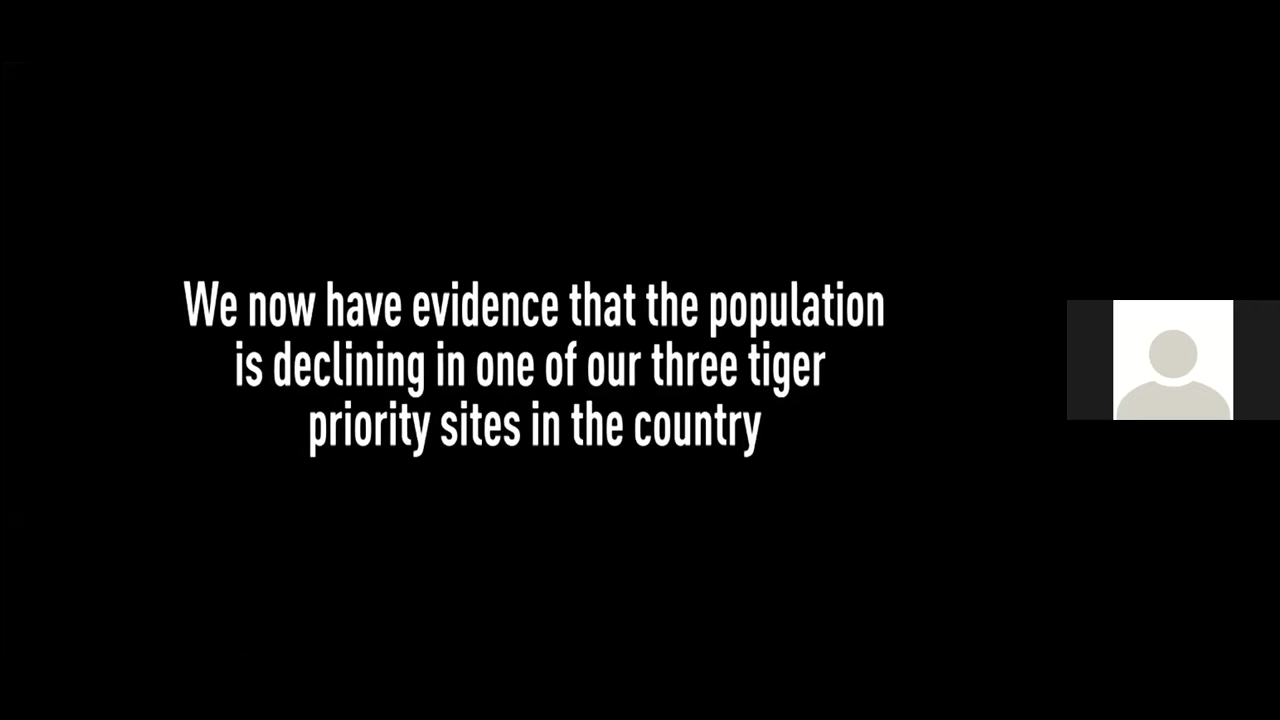 We now have evidence that the population
is declining in one of our three tiger
priority sites in the country